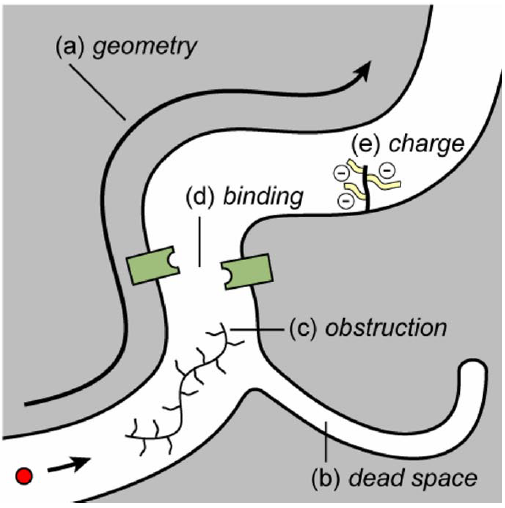 (a) geometry
(e) charge
(d) binding
(c) obstruction
(b) dead space